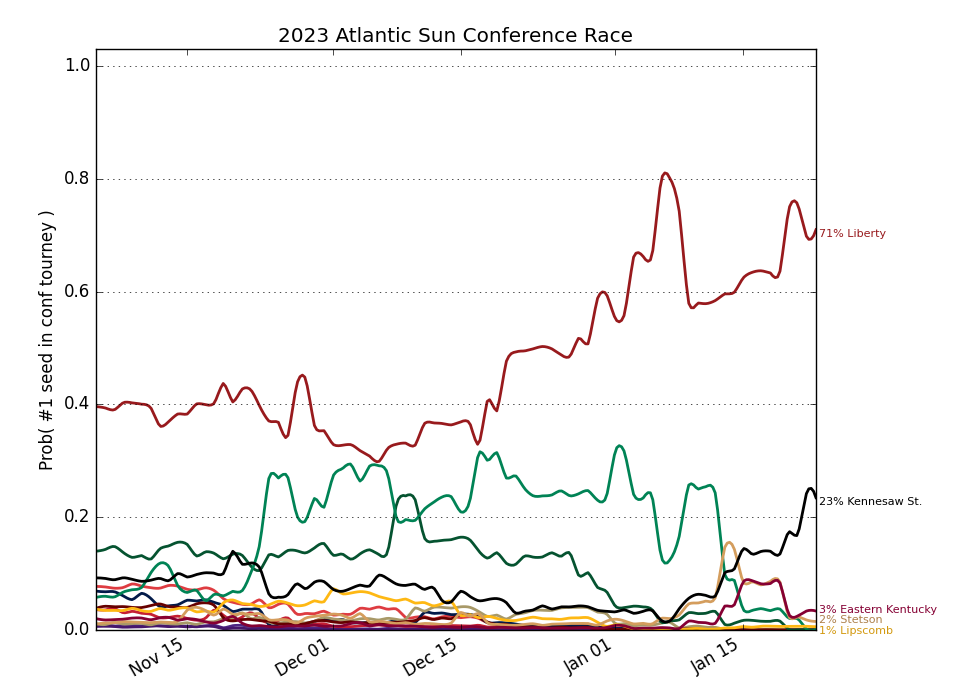 2023 Atlantic Sun Conference Race
Prob( #1 seed in conf tourney )
1.0
0.8
0.6
0.4
0.2
0.0
71% Liberty
23% Kennesaw St.
3% Eastern Kentucky
2% Stetson
1% Lipscomb
Nov 15
Dec 01
Dec 15
Jan 01
Jan 15